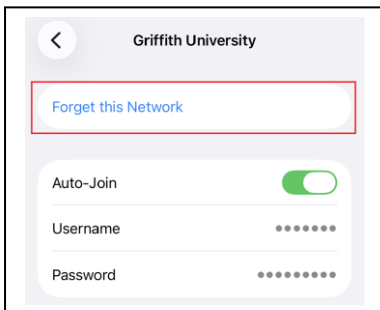 Griffith University
Forget this Network
Auto-Join
Username •••••••
Password •••••••••